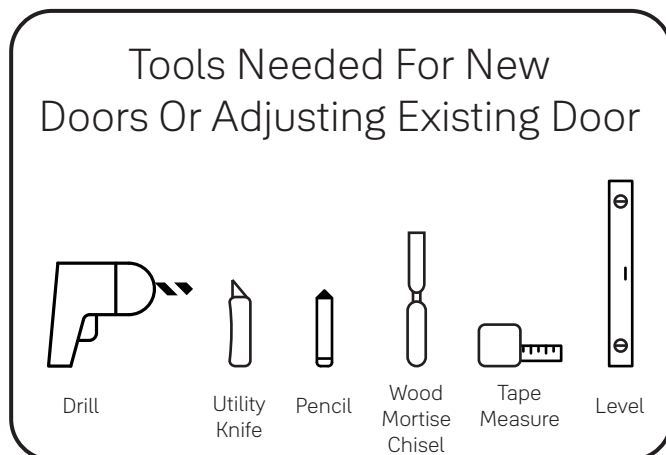 Tools Needed For New
Doors Or Adjusting Existing Door
Drill
Utility
Knife
Pencil
Wood
Mortise
Chisel
Tape
Measure
Level